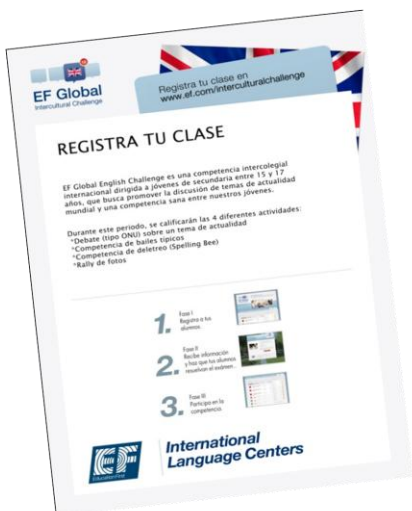 EF Global
Intercultural Challenge
Registra tu clase en
www.ef.com/interculturalchallenge
REGISTRA TU CLASE
EF Global English Challenge es una competencia intercolegial
internacional dirigida a jóvenes de secundaria entre 15 y 17
años, que busca promover la discusión de temas de actualidad
mundial y una competencia sana entre nuestros jóvenes.
Durante este periodo, se calificarán las 4 diferentes actividades:
*Debate (tipo ONU) sobre un tema de actualidad
*Competencia de bailes típicos
*Competencia de deletreo (Spelling Bee)
*Rally de fotos
1.
Fase I
Registra a tus
alumnos.
2.
Fase II
Recibe información
y haz que tus alumnos
resuelvan el exámen.
3.
Fase III
Participa en la
competencia.
EF
Education First
International
Language Centers